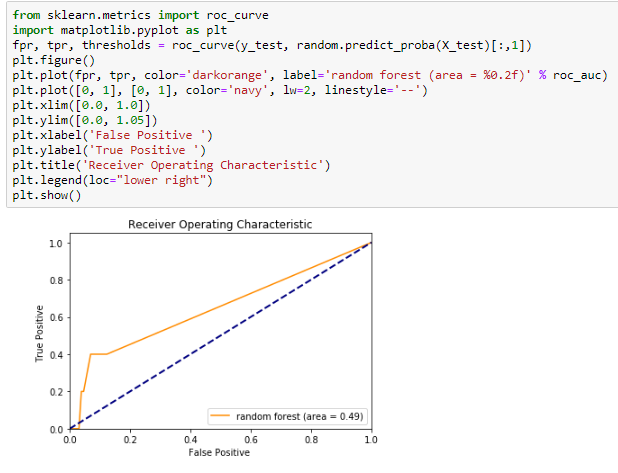 from sklearn.metrics import roc_curve
import matplotlib.pyplot as plt
fpr, tpr, thresholds = roc_curve(y_test, random.predict_proba(X_test)[:,1])
plt.figure()
plt.plot(fpr, tpr, color='darkorange', label='random forest (area = %0.2f)' % roc_auc)
plt.plot([0, 1], [0, 1], color='navy', lw=2, linestyle='--')
plt.xlim([0.0, 1.0])
plt.ylim([0.0, 1.05])
plt.xlabel('False Positive ')
plt.ylabel('True Positive ')
plt.title('Receiver Operating Characteristic')
plt.legend(loc="lower right")
plt.show()
Receiver Operating Characteristic
1.0
0.8
0.6
0.4
0.2
0.0
True Positive
random forest (area = 0.49)
0.0 0.2 0.4 0.6 0.8 1.0
False Positive